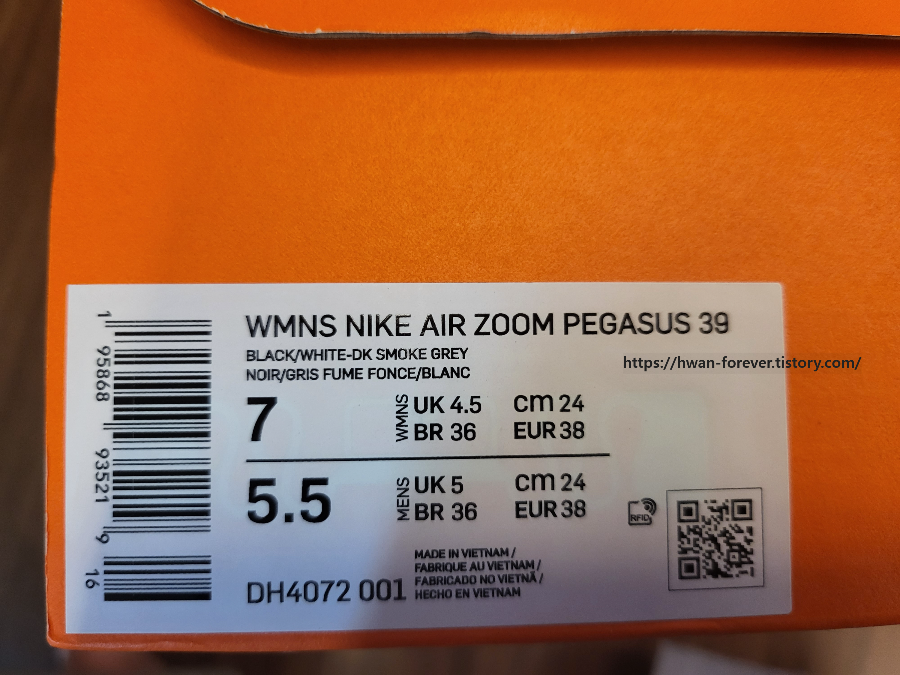 WMNS NIKE AIR ZOOM PEGASUS 39
BLACK/WHITE-DK SMOKE GREY
NOIR/GRIS FUME FONCE/BLANC
https://hwan-forever.tistory.com/
7 WMNS UK 4.5 cm 24
BR 36 EUR 38
5.5 MENS UK 5 cm 24
BR 36 EUR 38
RFID
MADE IN VIETNAM /
FABRIQUE AU VIETNAM /
FABRICADO NO VIETNÃ /
HECHO EN VIETNAM
DH4072 001
1 95868 93521 9 16